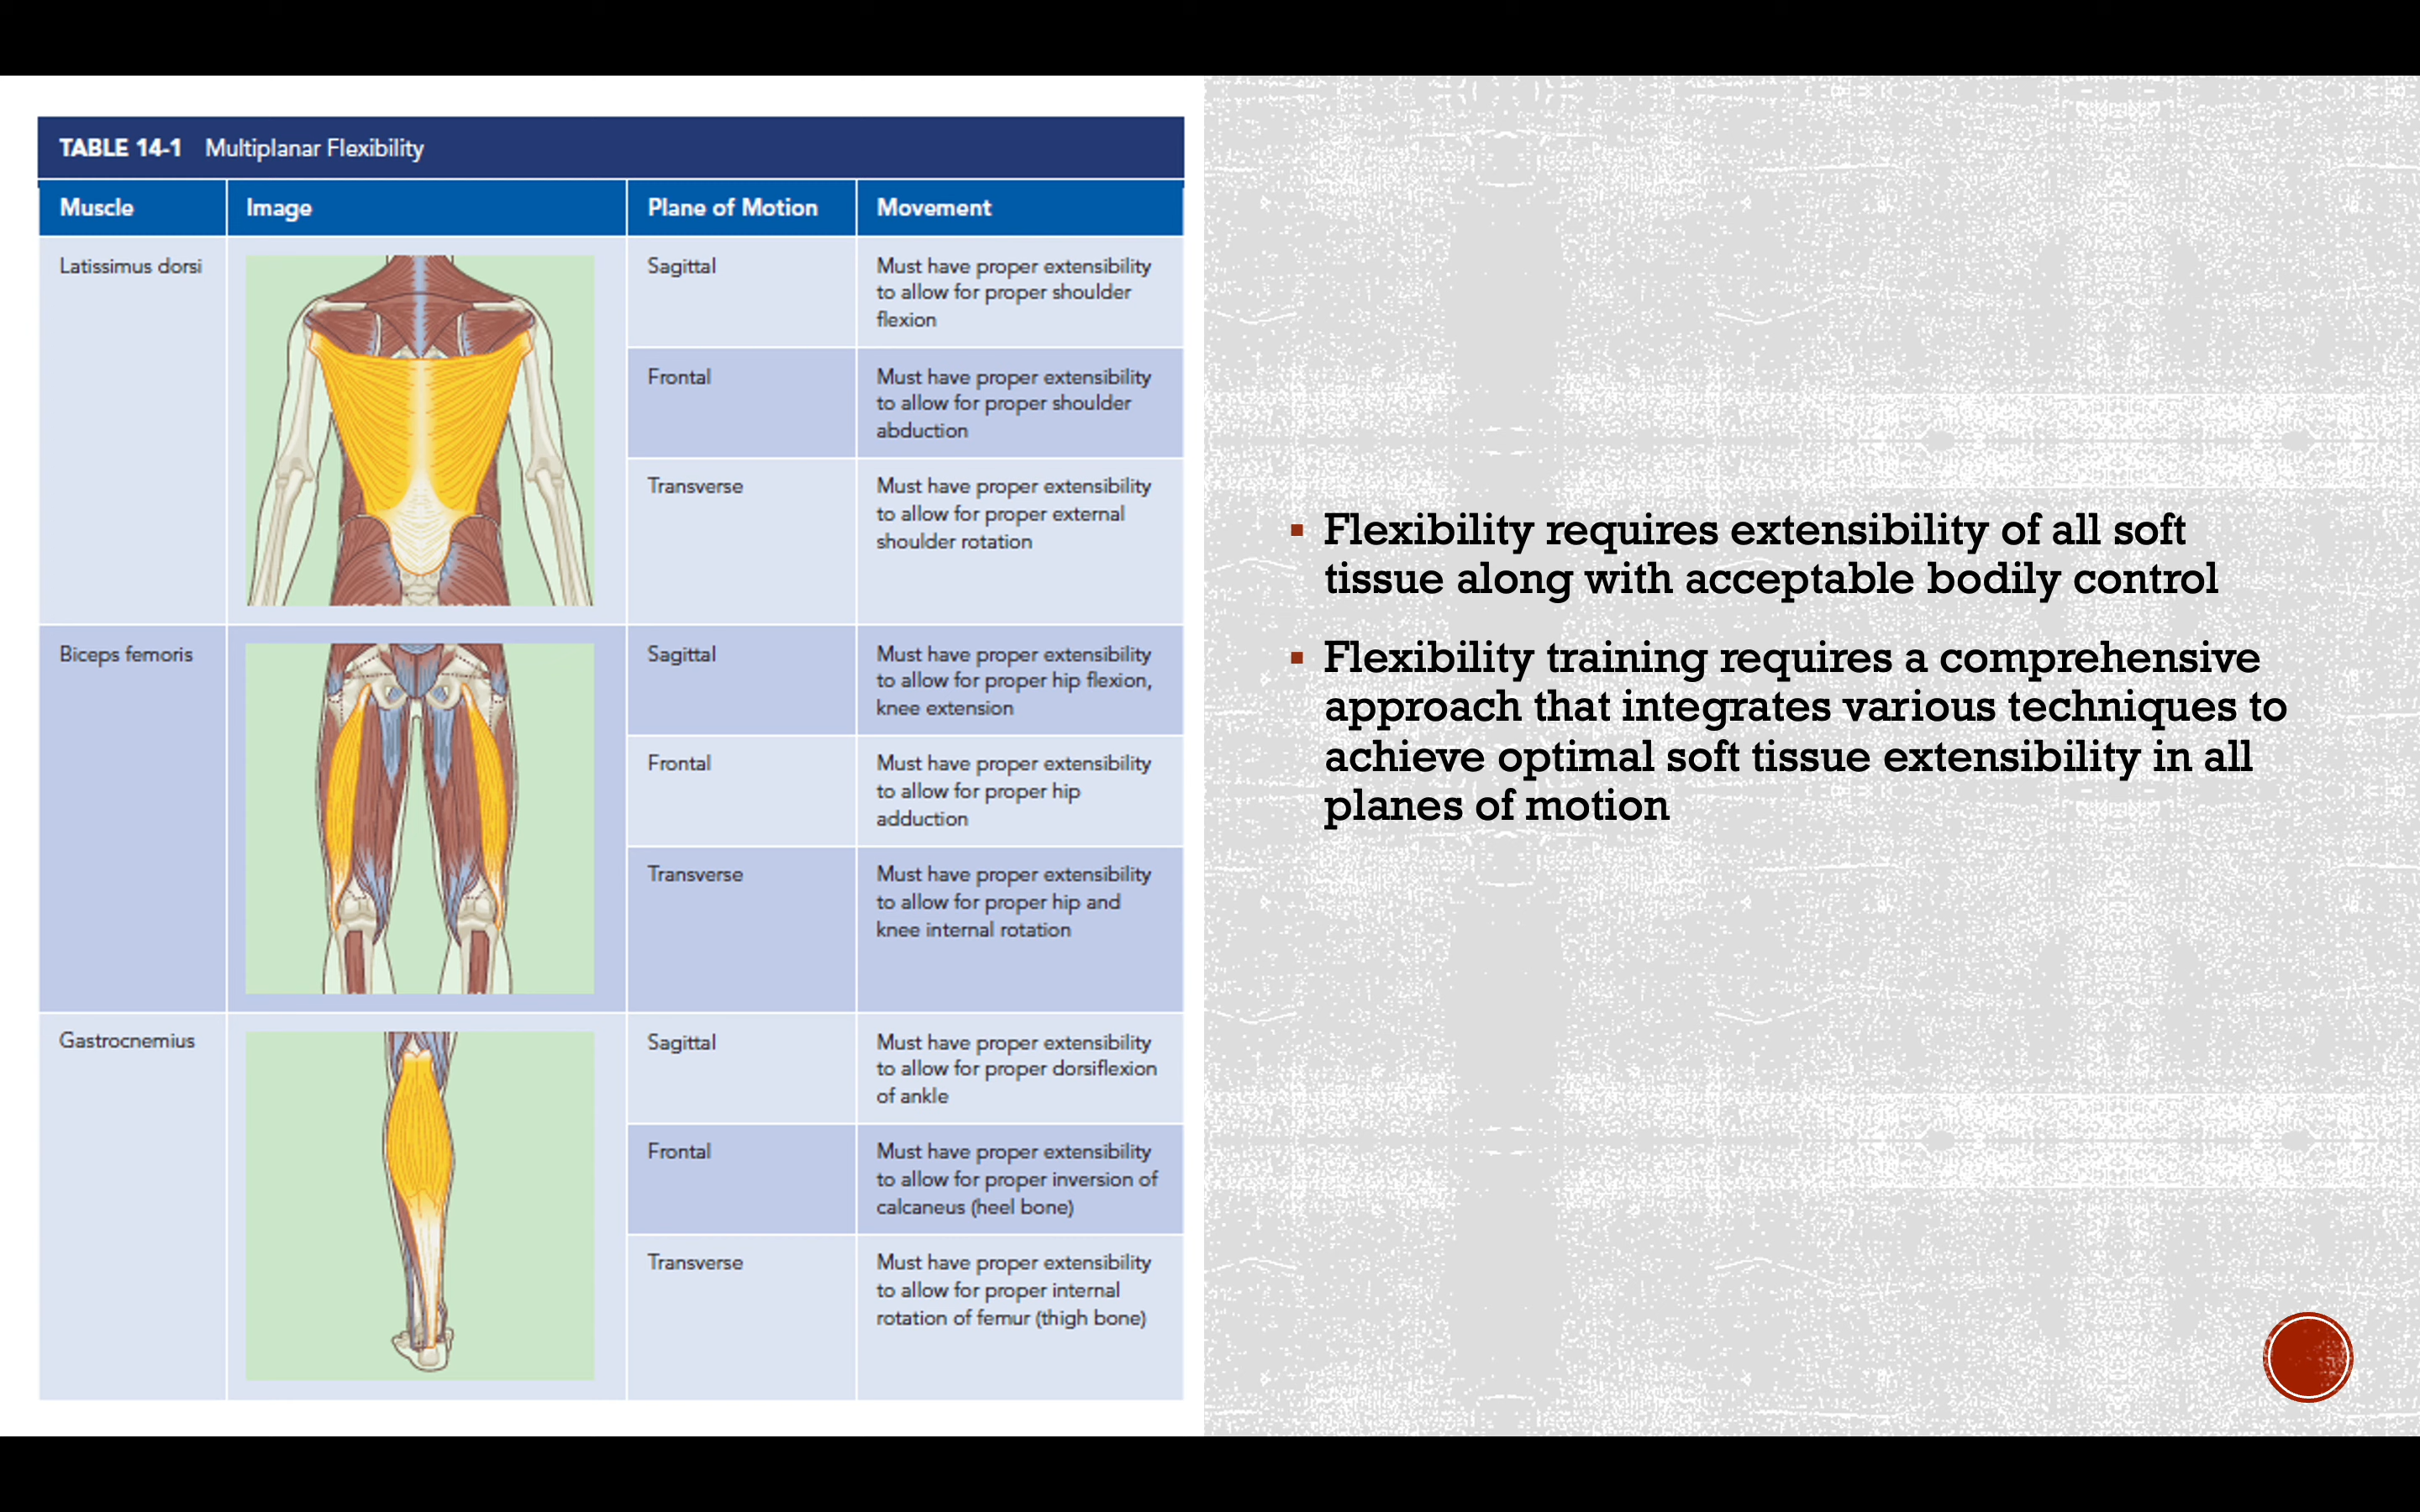 TABLE 14-1 Multiplanar Flexibility
Muscle Image Plane of Motion Movement
Latissimus dorsi
Sagittal
Must have proper extensibility
to allow for proper shoulder
flexion
Frontal
Must have proper extensibility
to allow for proper shoulder
abduction
Transverse
Must have proper extensibility
to allow for proper external
shoulder rotation
Biceps femoris
Sagittal
Must have proper extensibility
to allow for proper hip flexion,
knee extension
Frontal
Must have proper extensibility
to allow for proper hip
adduction
Transverse
Must have proper extensibility
to allow for proper hip and
knee internal rotation
Gastrocnemius
Sagittal
Must have proper extensibility
to allow for proper dorsiflexion
of ankle
Frontal
Must have proper extensibility
to allow for proper inversion of
calcaneus (heel bone)
Transverse
Must have proper extensibility
to allow for proper internal
rotation of femur (thigh bone)
▪ Flexibility requires extensibility of all soft
tissue along with acceptable bodily control
▪ Flexibility training requires a comprehensive
approach that integrates various techniques to
achieve optimal soft tissue extensibility in all
planes of motion